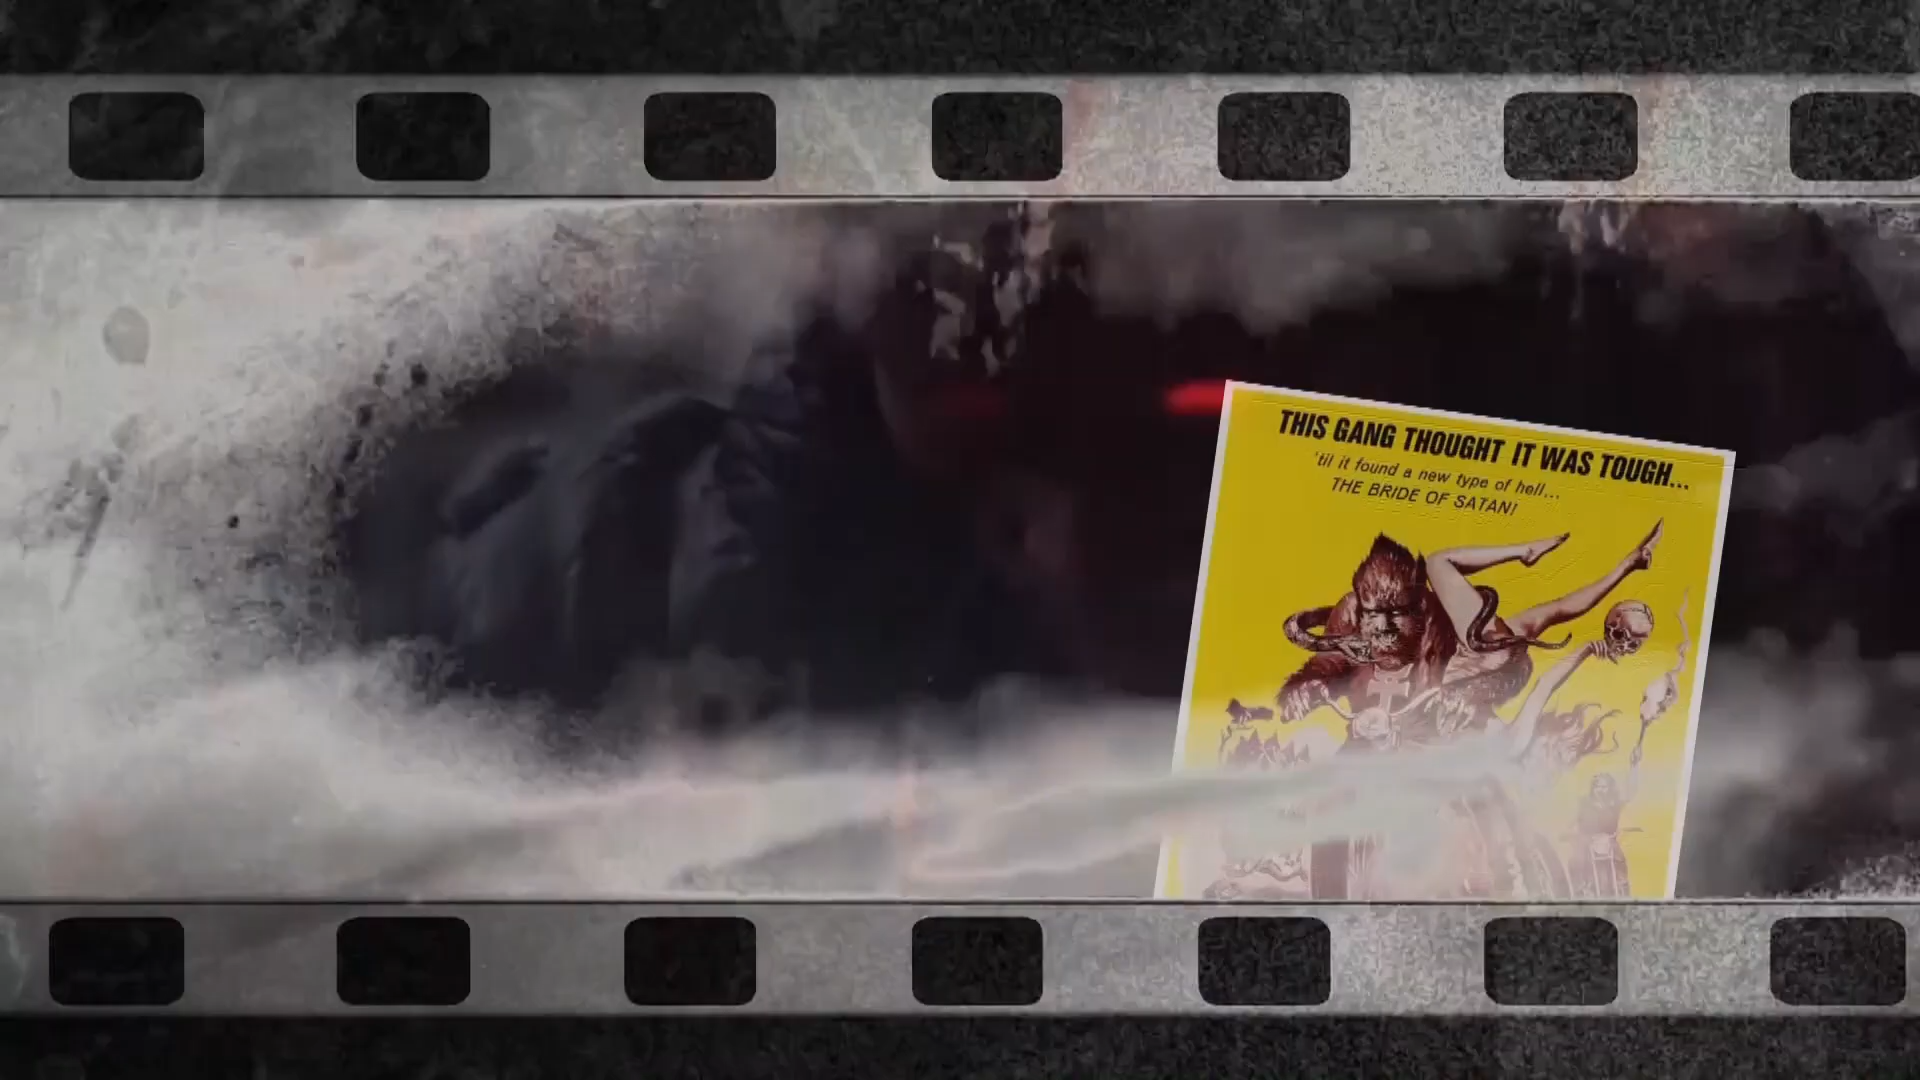 THIS GANG THOUGHT IT WAS TOUGH...
'til it found a new type of hell...
THE BRIDE OF SATAN!